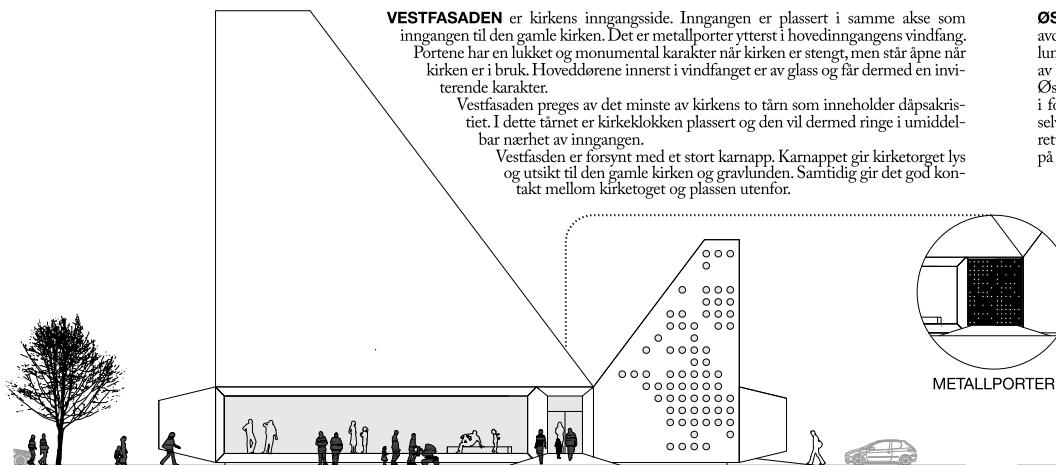 VESTFASADEN er kirkens inngangsside. Inngangen er plassert i samme akse som
inngangen til den gamle kirken. Det er metallporter ytterst i hovedinngangens vindfang.
Portene har en lukket og monumental karakter når kirken er stengt, men står åpne når
kirken er i bruk. Hoveddørene innerst i vindfanget er av glass og får dermed en invi-
terende karakter.
Vestfasaden preges av det minste av kirkens to tårn som inneholder dåpsakris-
tiet. I dette tårnet er kirkeklokken plassert og den vil dermed ringe i umiddel-
bar nærhet av inngangen.
Vestfasden er forsynt med et stort karnapp. Karnappet gir kirketorget lys
og utsikt til den gamle kirken og gravlunden. Samtidig gir det god kon-
takt mellom kirketoget og plassen utenfor.
METALLPORTER
av
på